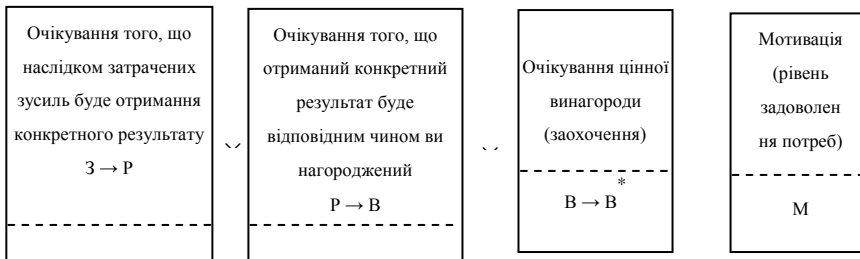 Очікування того, що
наслідком затрачених
зусиль буде отримання
конкретного результату
З → Р
Очікування того, що
отриманий конкретний
результат буде
відповідним чином ви
нагороджений
Р → В
Очікування цінної
винагороди
(заохочення)
В → В*
Мотивація
(рівень
задоволен
ня потреб)
М